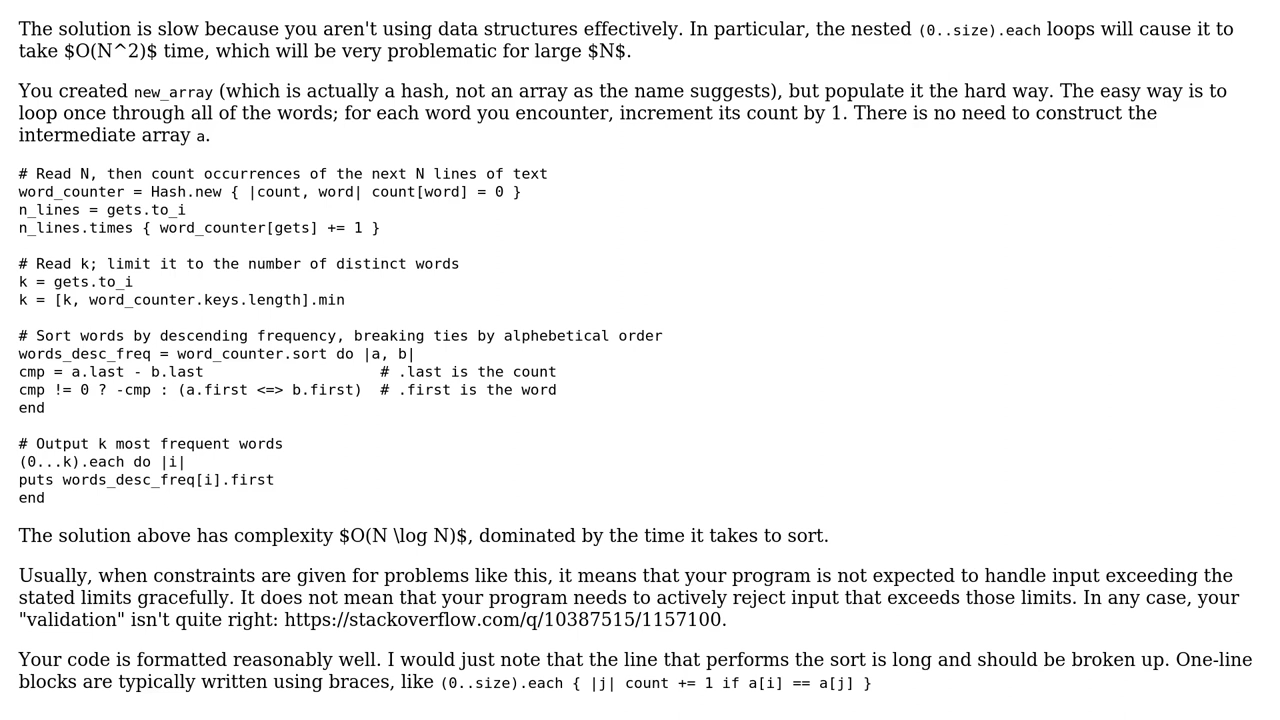 The solution is slow because you aren't using data structures effectively. In particular, the nested (0..size).each loops will cause it to
take $O(N^2)$ time, which will be very problematic for large $N$.
You created new_array (which is actually a hash, not an array as the name suggests), but populate it the hard way. The easy way is to
loop once through all of the words; for each word you encounter, increment its count by 1. There is no need to construct the
intermediate array a.
# Read N, then count occurrences of the next N lines of text
word_counter = Hash.new { |count, word| count[word] = 0 }
n_lines = gets.to_i
n_lines.times { word_counter[gets] += 1 }
# Read k; limit it to the number of distinct words
k = gets.to_i
k = [k, word_counter.keys.length].min
# Sort words by descending frequency, breaking ties by alphebetical order
words_desc_freq = word_counter.sort do |a, b|
cmp = a.last - b.last                    # .last is the count
cmp != 0 ? -cmp : (a.first <=> b.first)  # .first is the word
end
# Output k most frequent words
(0...k).each do |i|
puts words_desc_freq[i].first
end
The solution above has complexity $O(N \log N)$, dominated by the time it takes to sort.
Usually, when constraints are given for problems like this, it means that your program is not expected to handle input exceeding the
stated limits gracefully. It does not mean that your program needs to actively reject input that exceeds those limits. In any case, your
"validation" isn't quite right: https://stackoverflow.com/q/10387515/1157100.
Your code is formatted reasonably well. I would just note that the line that performs the sort is long and should be broken up. One-line
blocks are typically written using braces, like (0..size).each { |j| count += 1 if a[i] == a[j] }